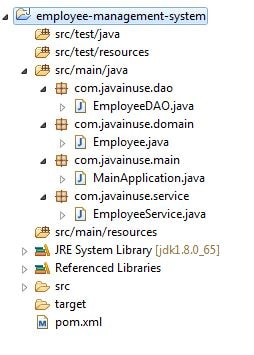 employee-management-system
src/test/java
src/test/resources
src/main/java
com.javainuse.dao
EmployeeDAO.java
com.javainuse.domain
Employee.java
com.javainuse.main
MainApplication.java
com.javainuse.service
EmployeeService.java
src/main/resources
JRE System Library [jdk1.8.0_65]
Referenced Libraries
src
target
pom.xml